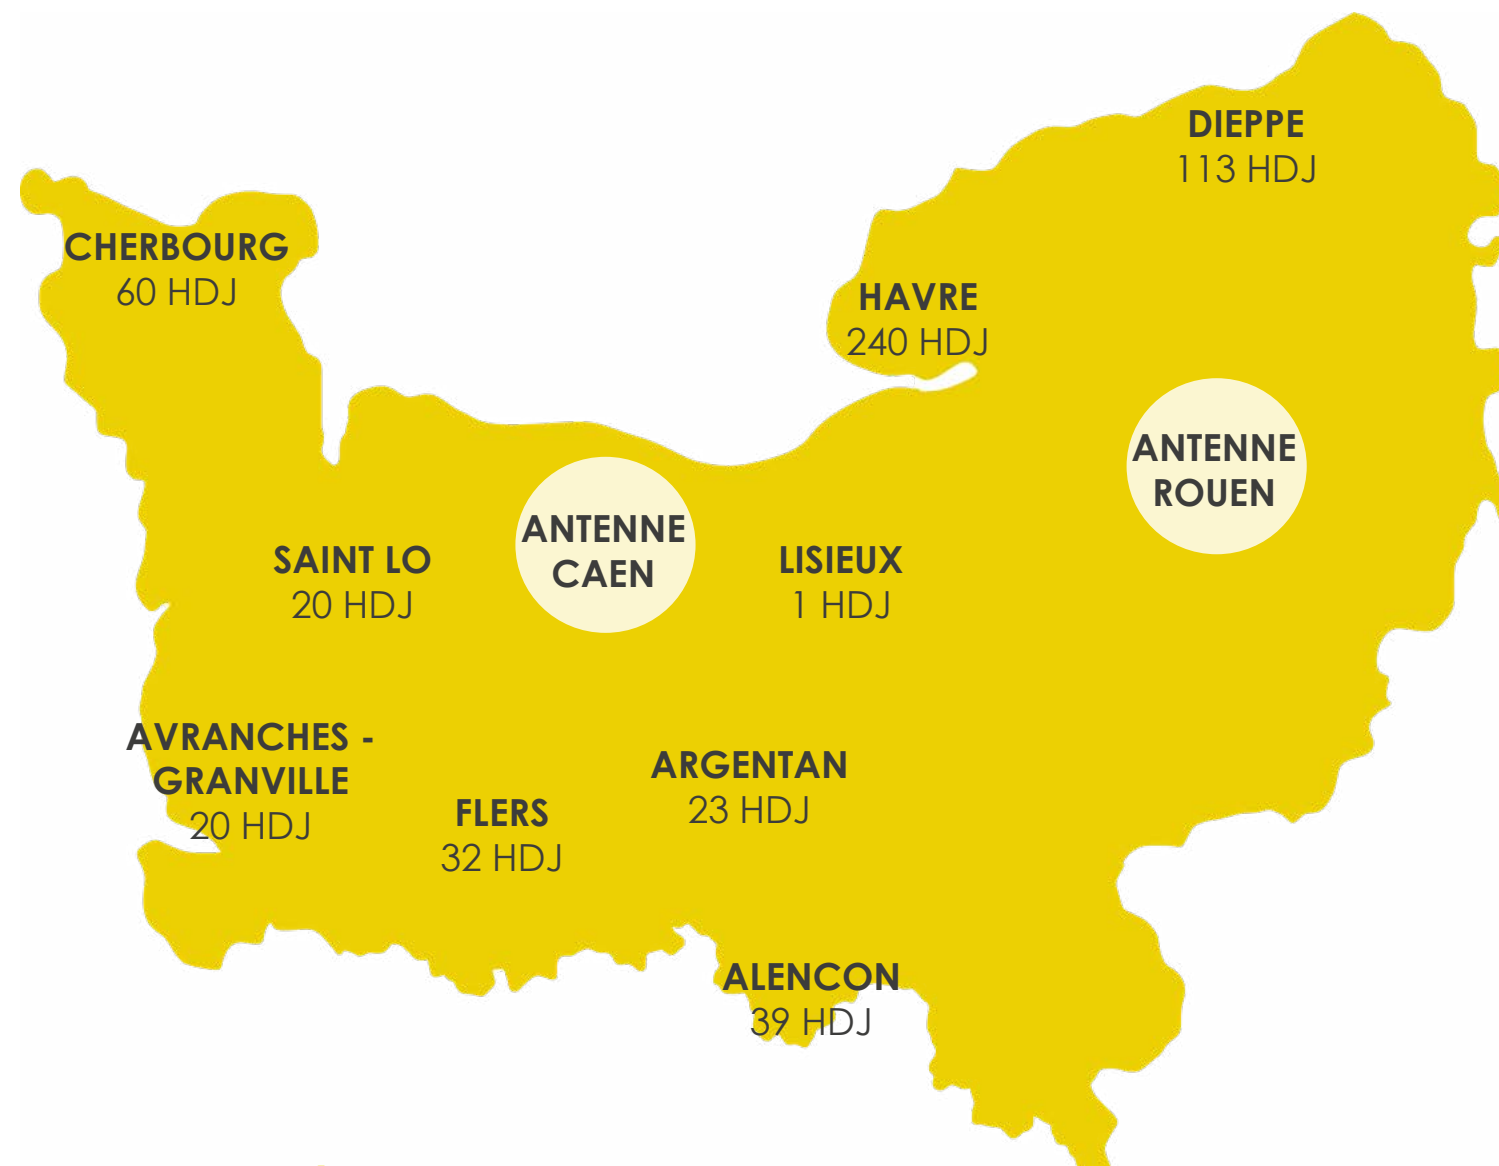 DIEPPE
113 HDJ
CHERBOURG
60 HDJ
HAVRE
240 HDJ
ANTENNE
ROUEN
ANTENNE
CAEN
SAINT LO
20 HDJ
LISIEUX
1 HDJ
AVRANCHES -
GRANVILLE
20 HDJ
ARGENTAN
23 HDJ
FLERS
32 HDJ
ALENCON
39 HDJ